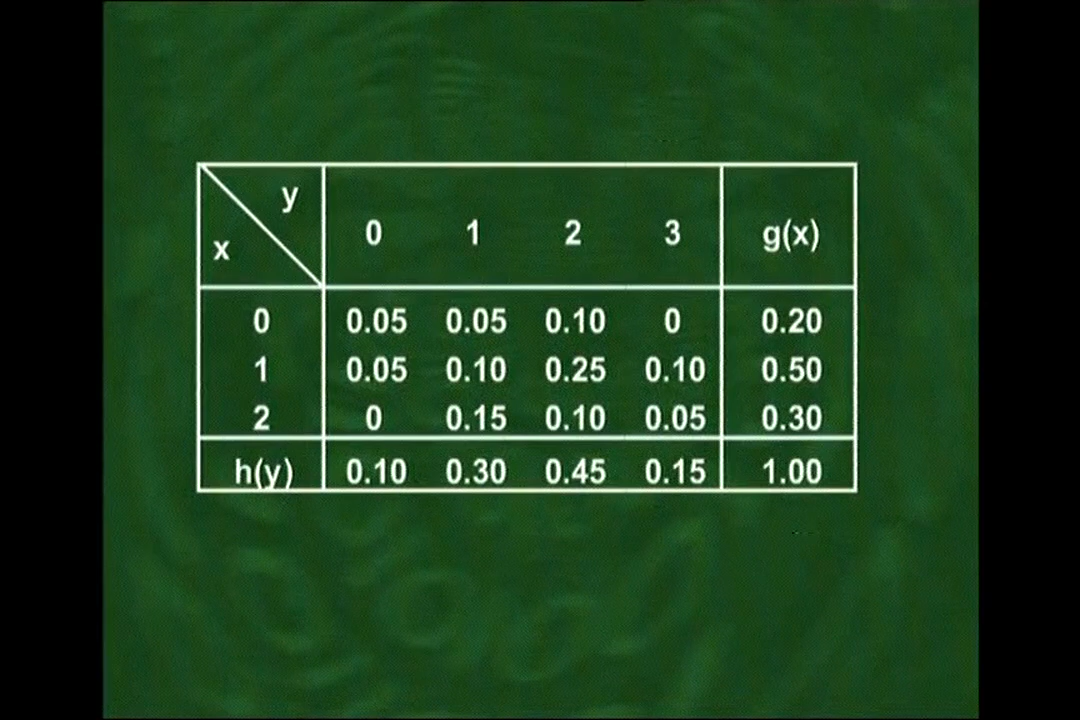 y
x 0 1 2 3 g(x)
0 0.05 0.05 0.10 0 0.20
1 0.05 0.10 0.25 0.10 0.50
2 0 0.15 0.10 0.05 0.30
h(y) 0.10 0.30 0.45 0.15 1.00